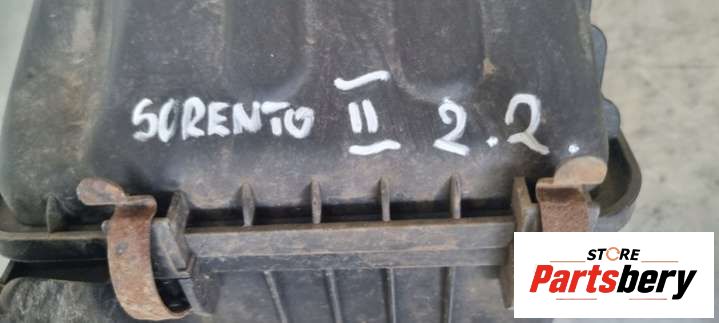 SORENTO II 2.2.
STORE
Partsbery